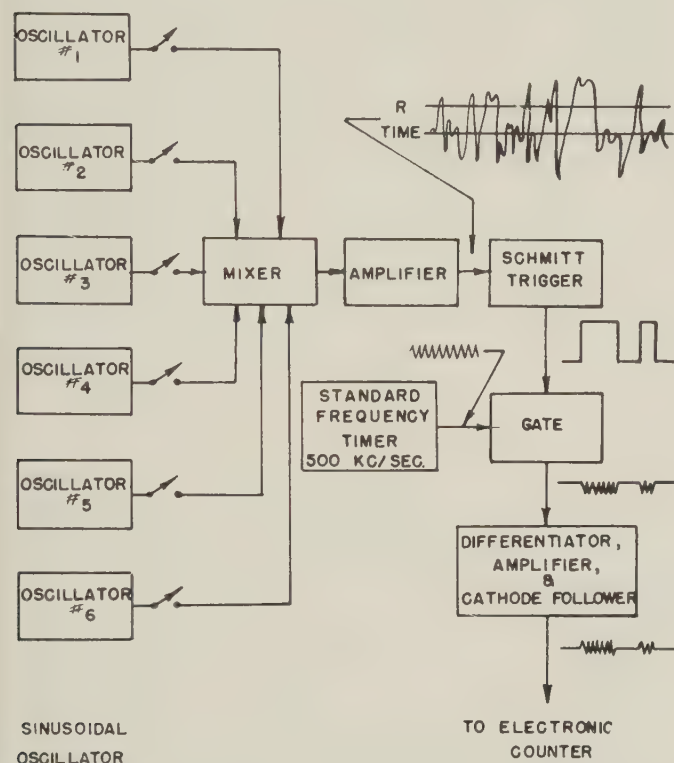 OSCILLATOR
#1
OSCILLATOR
#2
OSCILLATOR
#3
OSCILLATOR
#4
OSCILLATOR
#5
OSCILLATOR
#6
SINUSOIDAL
OSCILLATOR
MIXER
AMPLIFIER
R
TIME
SCHMITT
TRIGGER
STANDARD
FREQUENCY
TIMER
500 KC/SEC.
GATE
DIFFERENTIATOR,
AMPLIFIER,
&
CATHODE FOLLOWER
TO ELECTRONIC
COUNTER